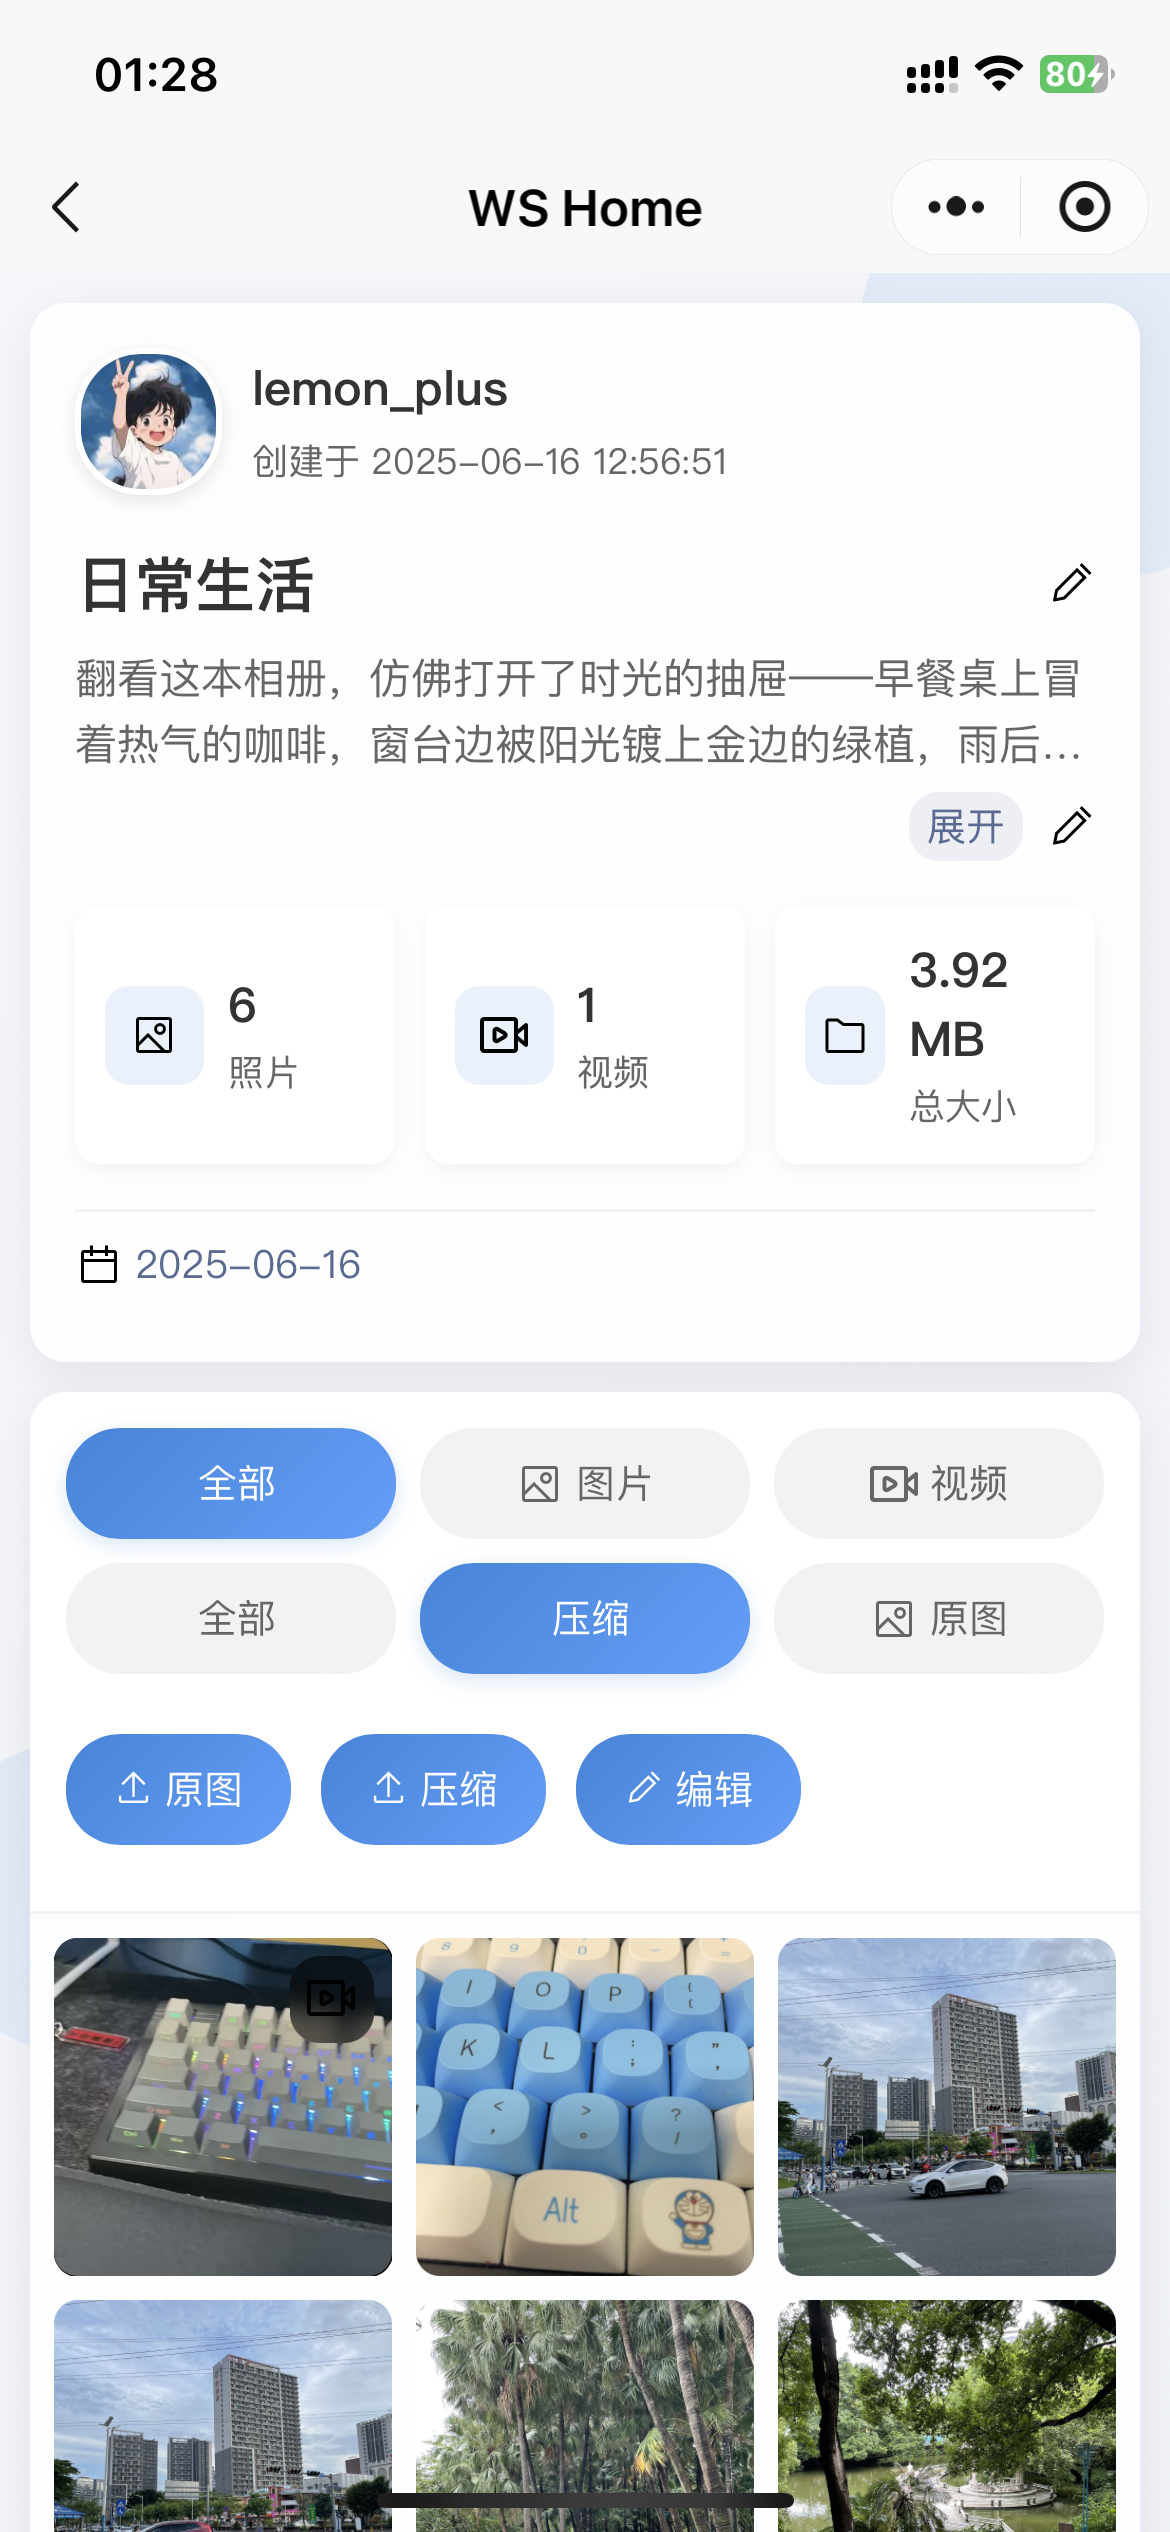 01:28
80
WS Home
lemon_plus
创建于 2025-06-16 12:56:51
日常生活
翻看这本相册，仿佛打开了时光的抽屉——早餐桌上冒
着热气的咖啡，窗台边被阳光镀上金边的绿植，雨后...
展开
6
照片
1
视频
3.92
MB
总大小
2025-06-16
全部
图片
视频
全部
压缩
原图
原图
压缩
编辑
8 9 0 - =
I O P { [
K L : ; " ,
< , > 。 ? /
Alt